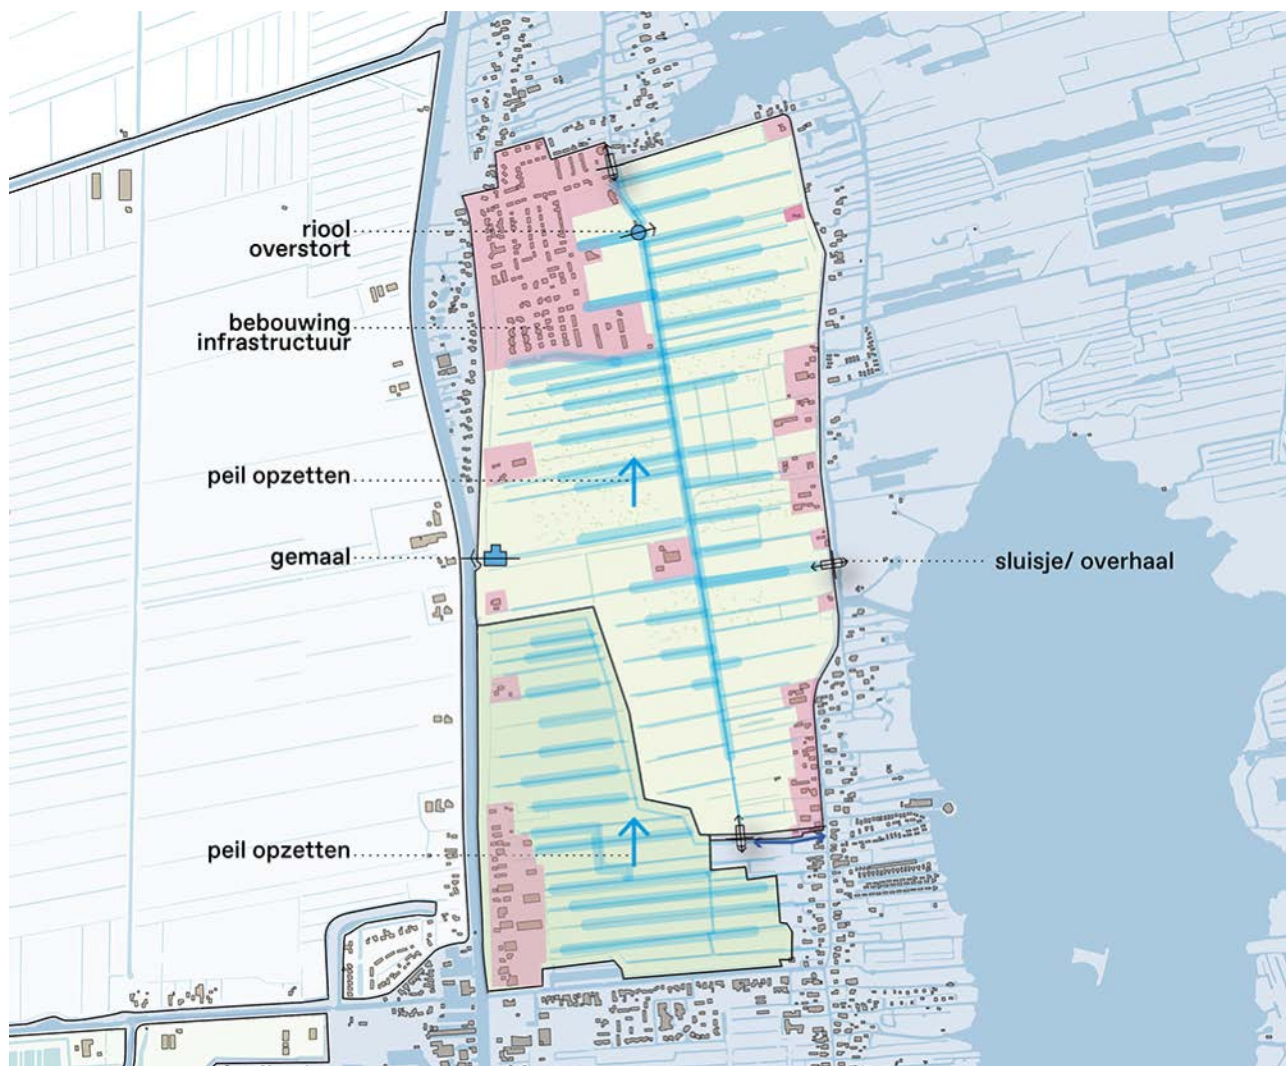 riool
overstort
bebouwing
infrastructuur
peil opzetten
gemaal
sluisje/ overhaal
peil opzetten